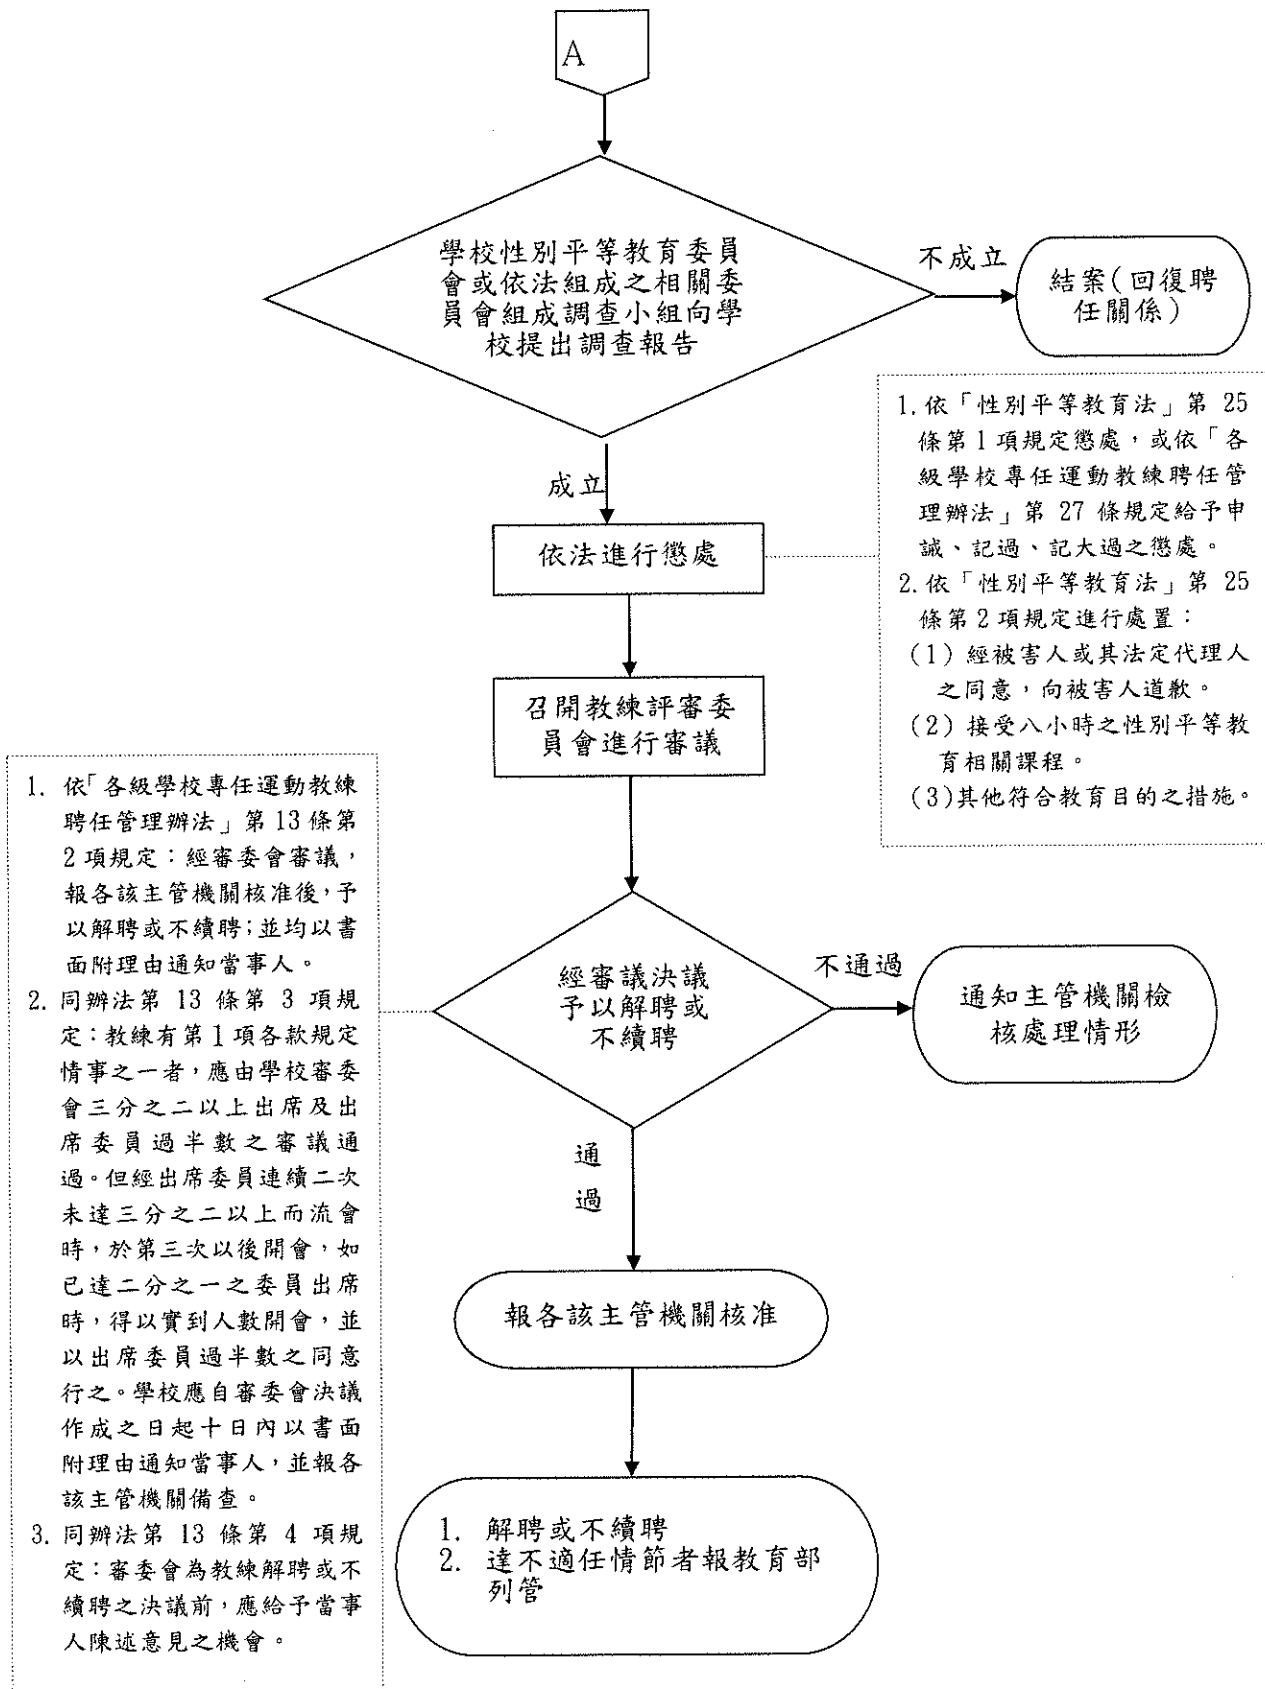 A
學校性別平等教育委員
會或依法組成之相關委
員會組成調查小組向學
校提出調查報告
不成立
結案(回復聘
任關係)
成立
依法進行懲處
1. 依「性別平等教育法」第 25
條第1項規定懲處，或依「各
級學校專任運動教練聘任管
理辦法」第 27 條規定給予申
誡、記過、記大過之懲處。
2. 依「性別平等教育法」第 25
條第2項規定進行處置：
(1) 經被害人或其法定代理人
之同意，向被害人道歉。
(2) 接受八小時之性別平等教
育相關課程。
(3)其他符合教育目的之措施。
召開教練評審委
員會進行審議
1. 依「各級學校專任運動教練
聘任管理辦法」第13條第
2項規定：經審委會審議，
報各該主管機關核准後，予
以解聘或不續聘；並均以書
面附理由通知當事人。
2. 同辦法第 13 條第 3 項規
定：教練有第1項各款規定
情事之一者，應由學校審委
會三分之二以上出席及出
席委員過半數之審議通
過。但經出席委員連續二次
未達三分之二以上而流會
時，於第三次以後開會，如
已達二分之一之委員出席
時，得以實到人數開會，並
以出席委員過半數之同意
行之。學校應自審委會決議
作成之日起十日內以書面
附理由通知當事人，並報各
該主管機關備查。
3. 同辦法第 13 條第 4 項規
定：審委會為教練解聘或不
續聘之決議前，應給予當事
人陳述意見之機會。
經審議決議
予以解聘或
不續聘
不通過
通知主管機關檢
核處理情形
通
過
報各該主管機關核准
1. 解聘或不續聘
2. 達不適任情節者報教育部
列管